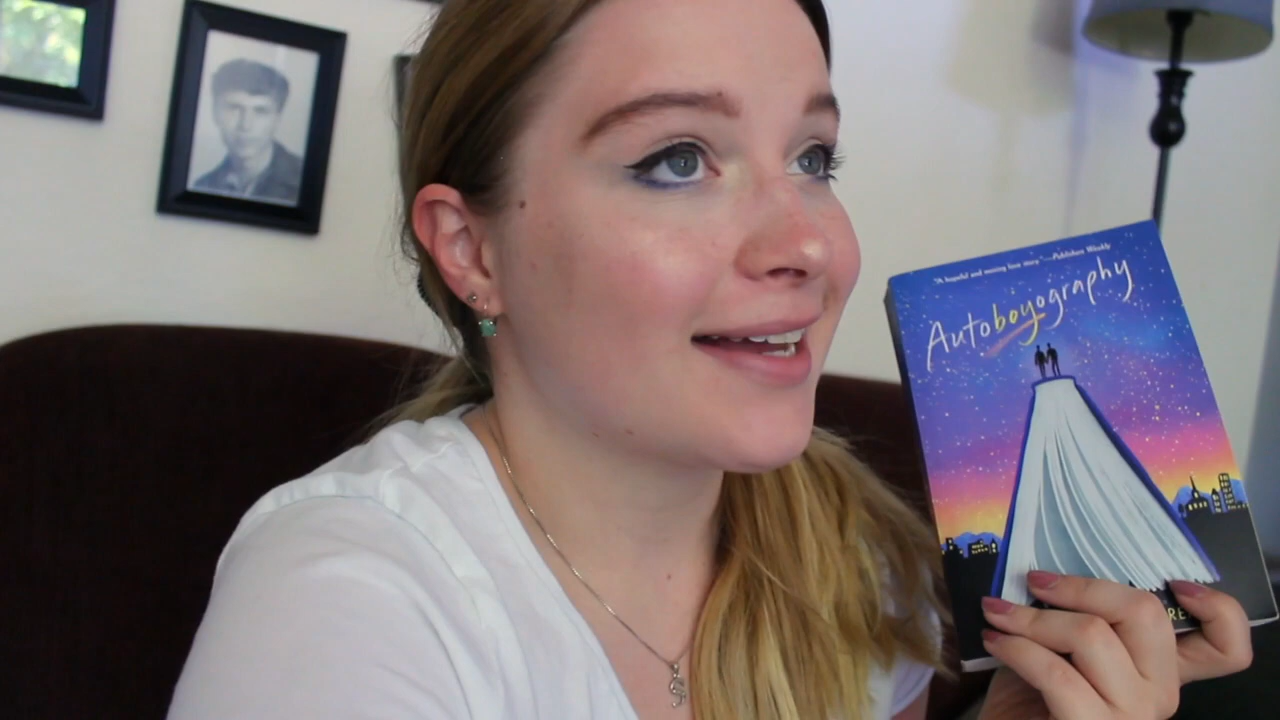 "A hopeful and moving love story." —Publishers Weekly
Autoboyography
S